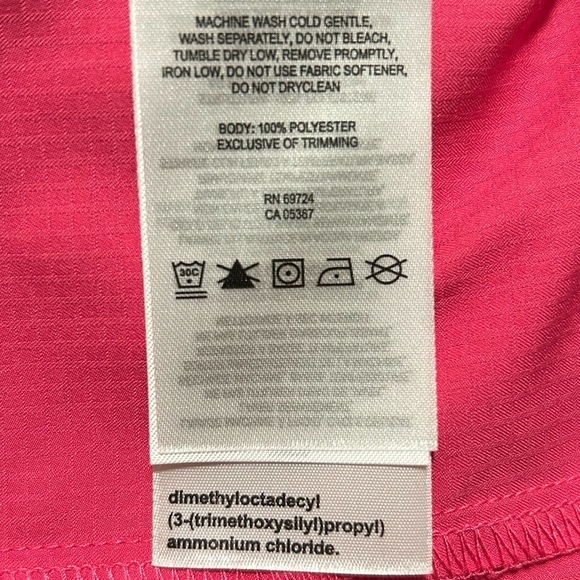 MACHINE WASH COLD GENTLE,
WASH SEPARATELY, DO NOT BLEACH,
TUMBLE DRY LOW, REMOVE PROMPTLY,
IRON LOW, DO NOT USE FABRIC SOFTENER,
DO NOT DRYCLEAN
BODY: 100% POLYESTER
EXCLUSIVE OF TRIMMING
RN 69724
CA 05367
30C
dimethyloctadecyl
(3-(trimethoxysilyl)propyl)
ammonium chloride.